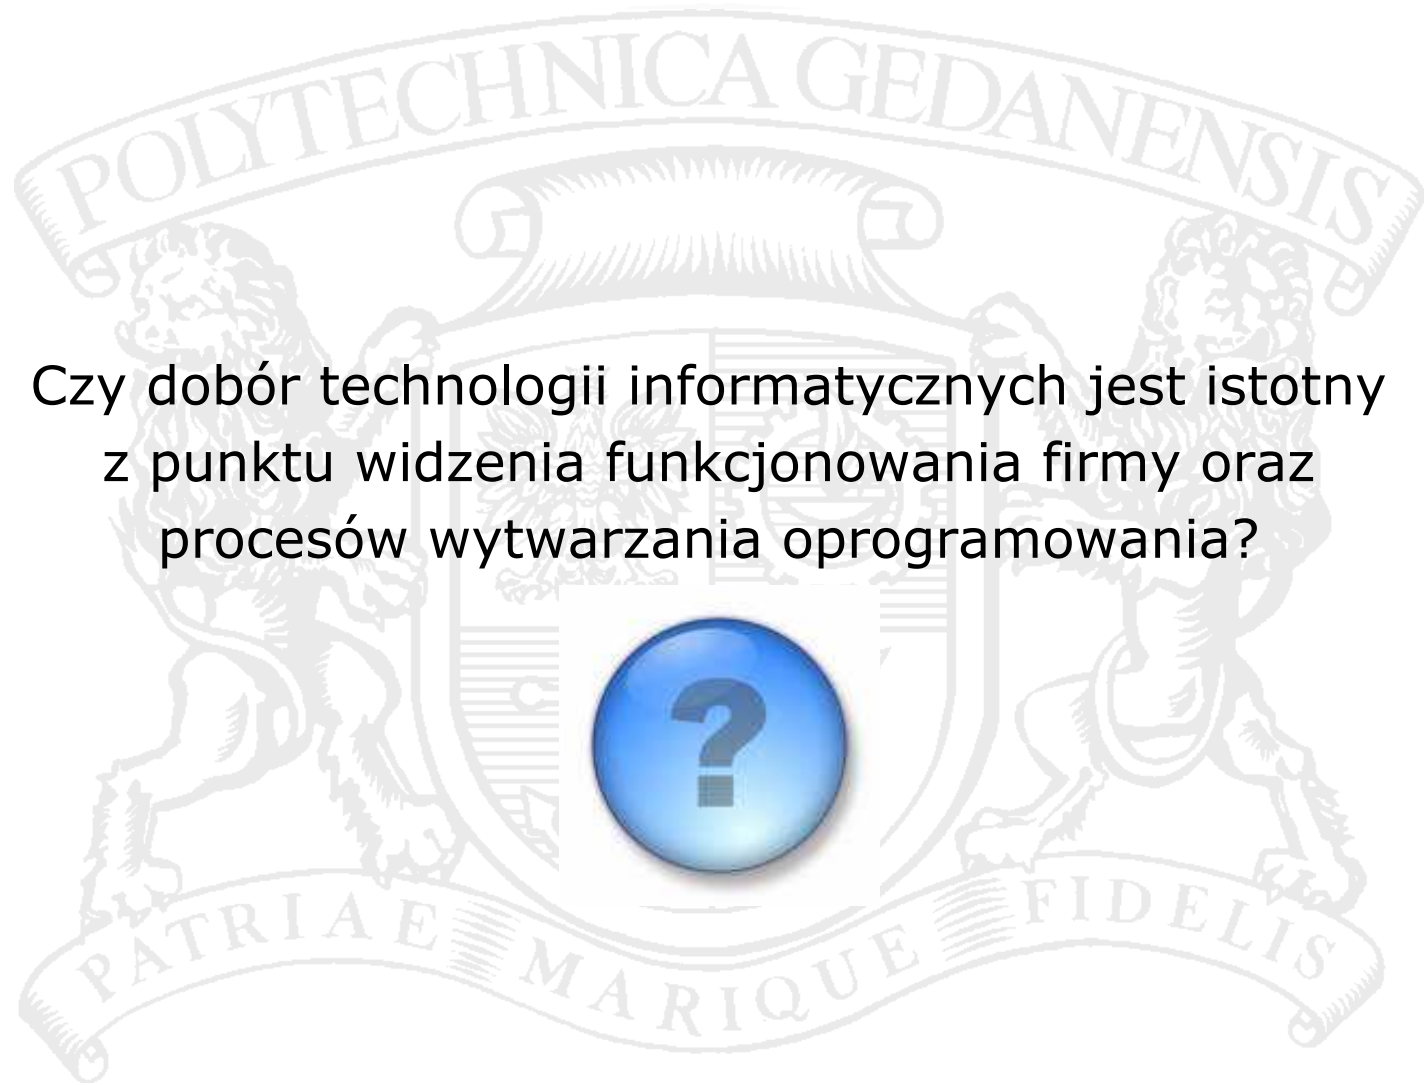 POLYTECHNICA GEDANENSIS
Czy dobór technologii informatycznych jest istotny
z punktu widzenia funkcjonowania firmy oraz
procesów wytwarzania oprogramowania?
?
PATRIAE MARIQUE FIDELIS